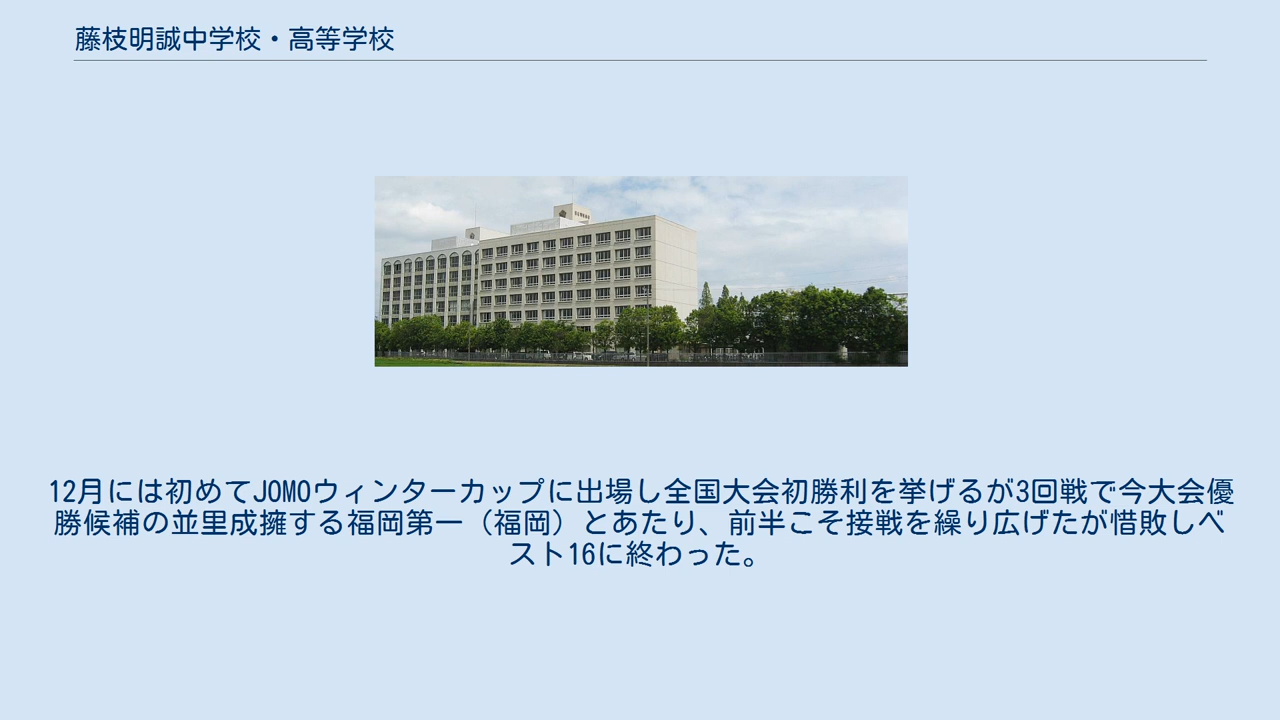 藤枝明誠中学校・高等学校
12月には初めてJOMOウィンターカップに出場し全国大会初勝利を挙げるが3回戦で今大会優
勝候補の並里成擁する福岡第一（福岡）とあたり、前半こそ接戦を繰り広げたが惜敗しベ
スト16に終わった。